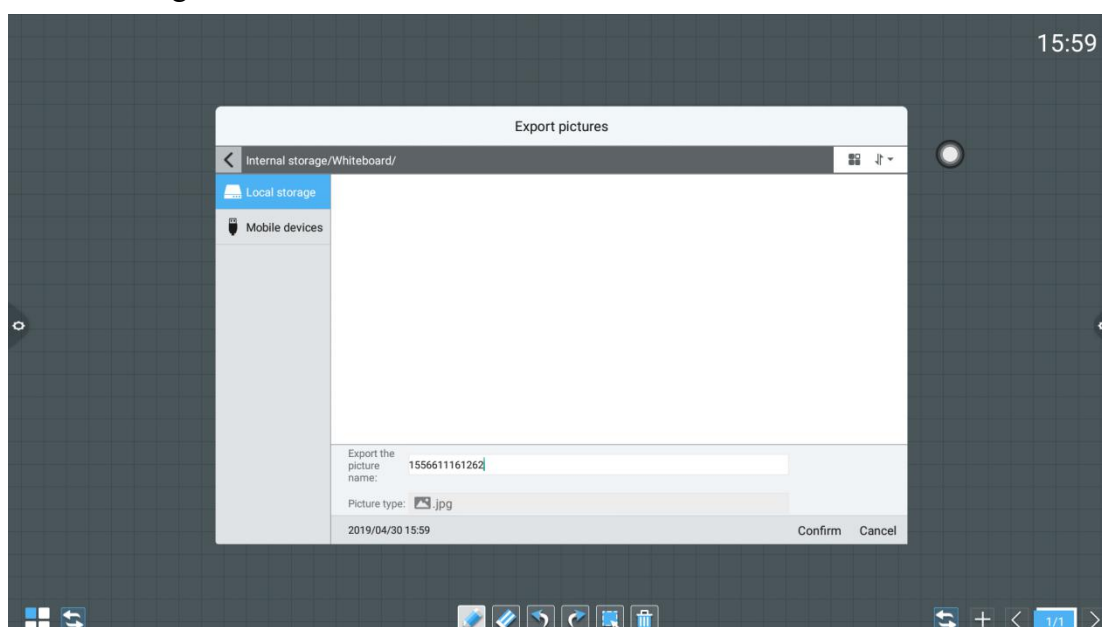 15:59
Export pictures
Internal storage/Whiteboard/
Local storage
Mobile devices
Export the
picture
name:
1556611161262
Picture type:
.jpg
2019/04/30 15:59
Confirm
Cancel
1/1